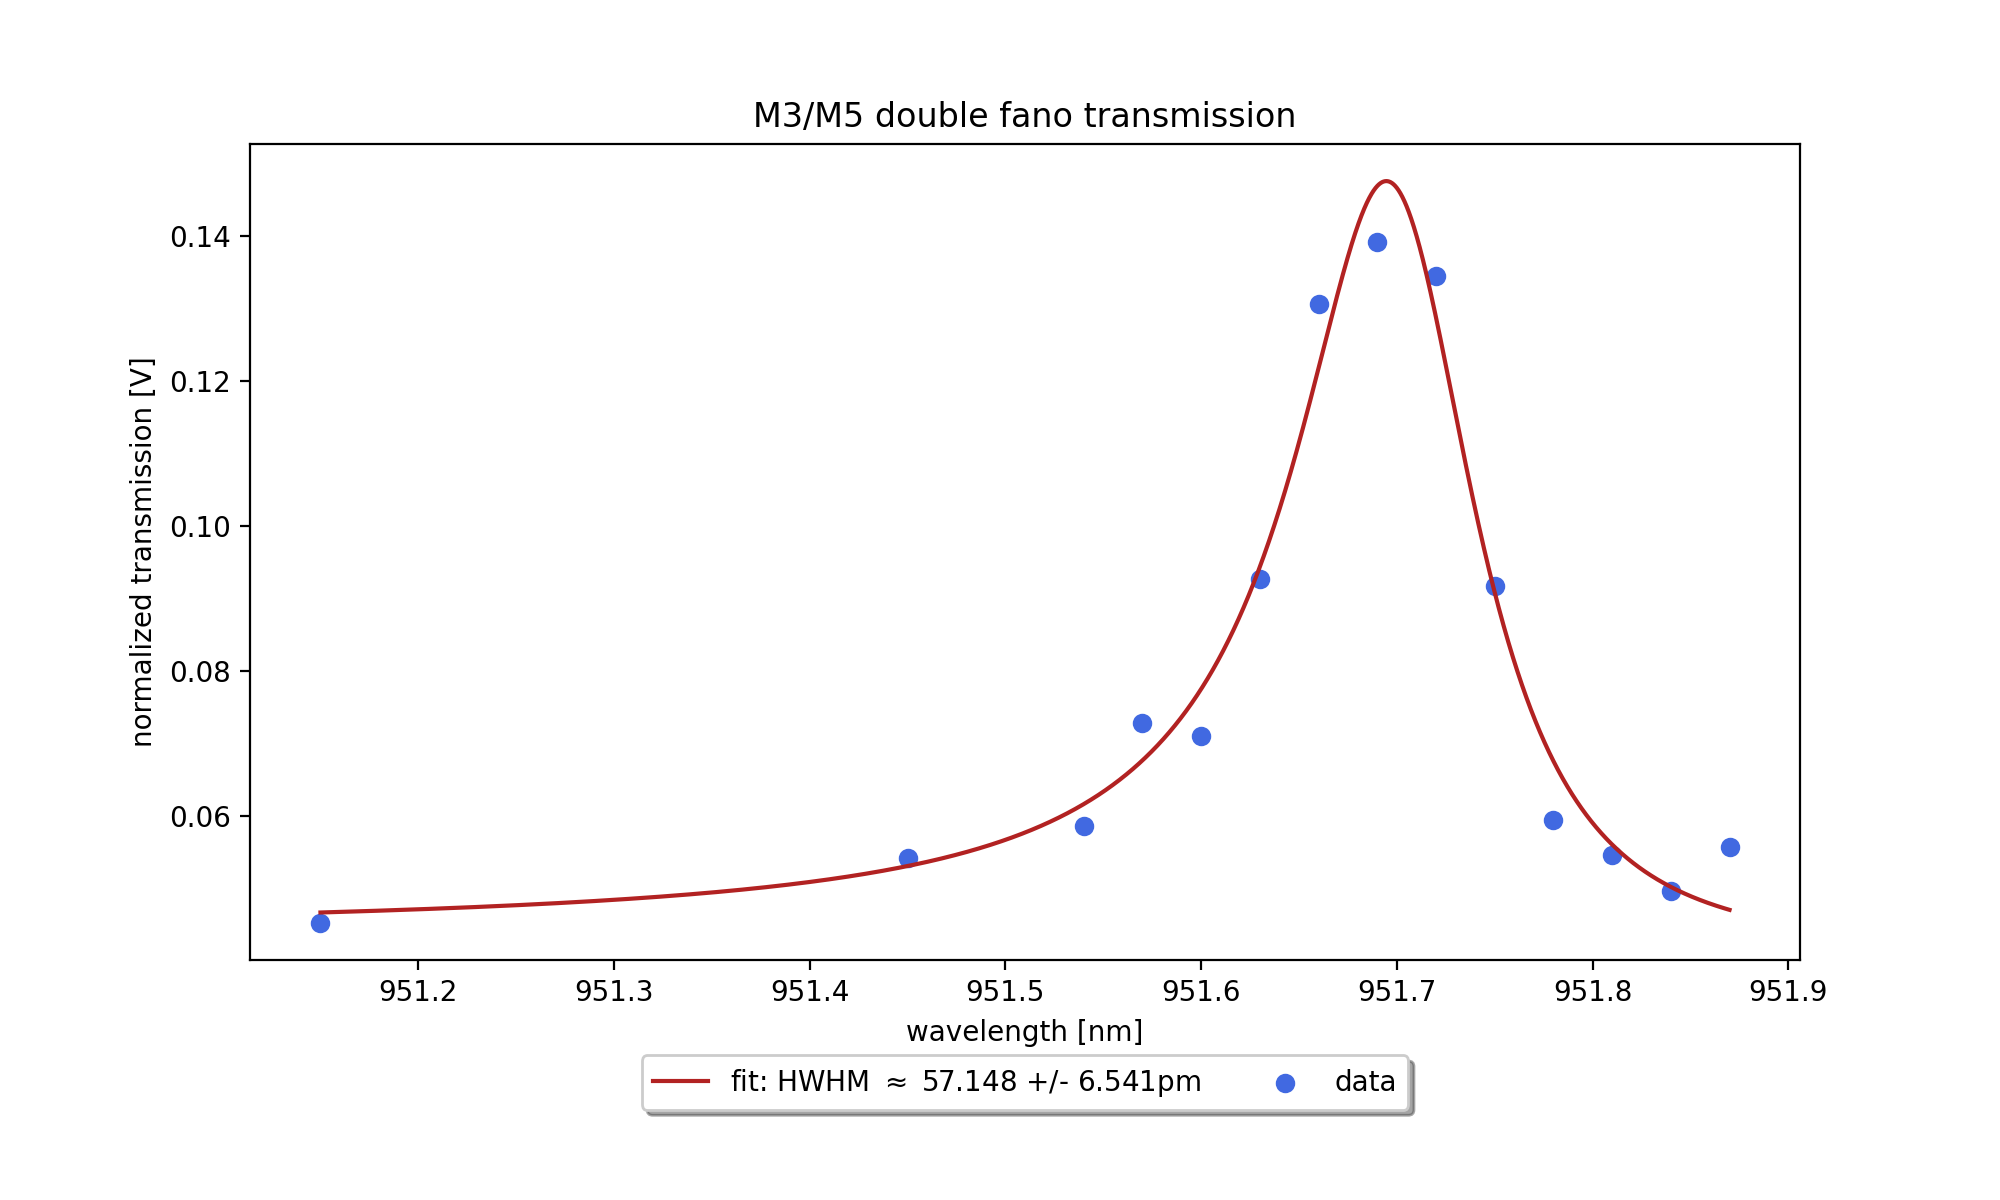 M3/M5 double fano transmission
normalized transmission [V]
0.14
0.12
0.10
0.08
0.06
951.2 951.3 951.4 951.5 951.6 951.7 951.8 951.9
wavelength [nm]
fit: HWHM ≈ 57.148 +/- 6.541pm data